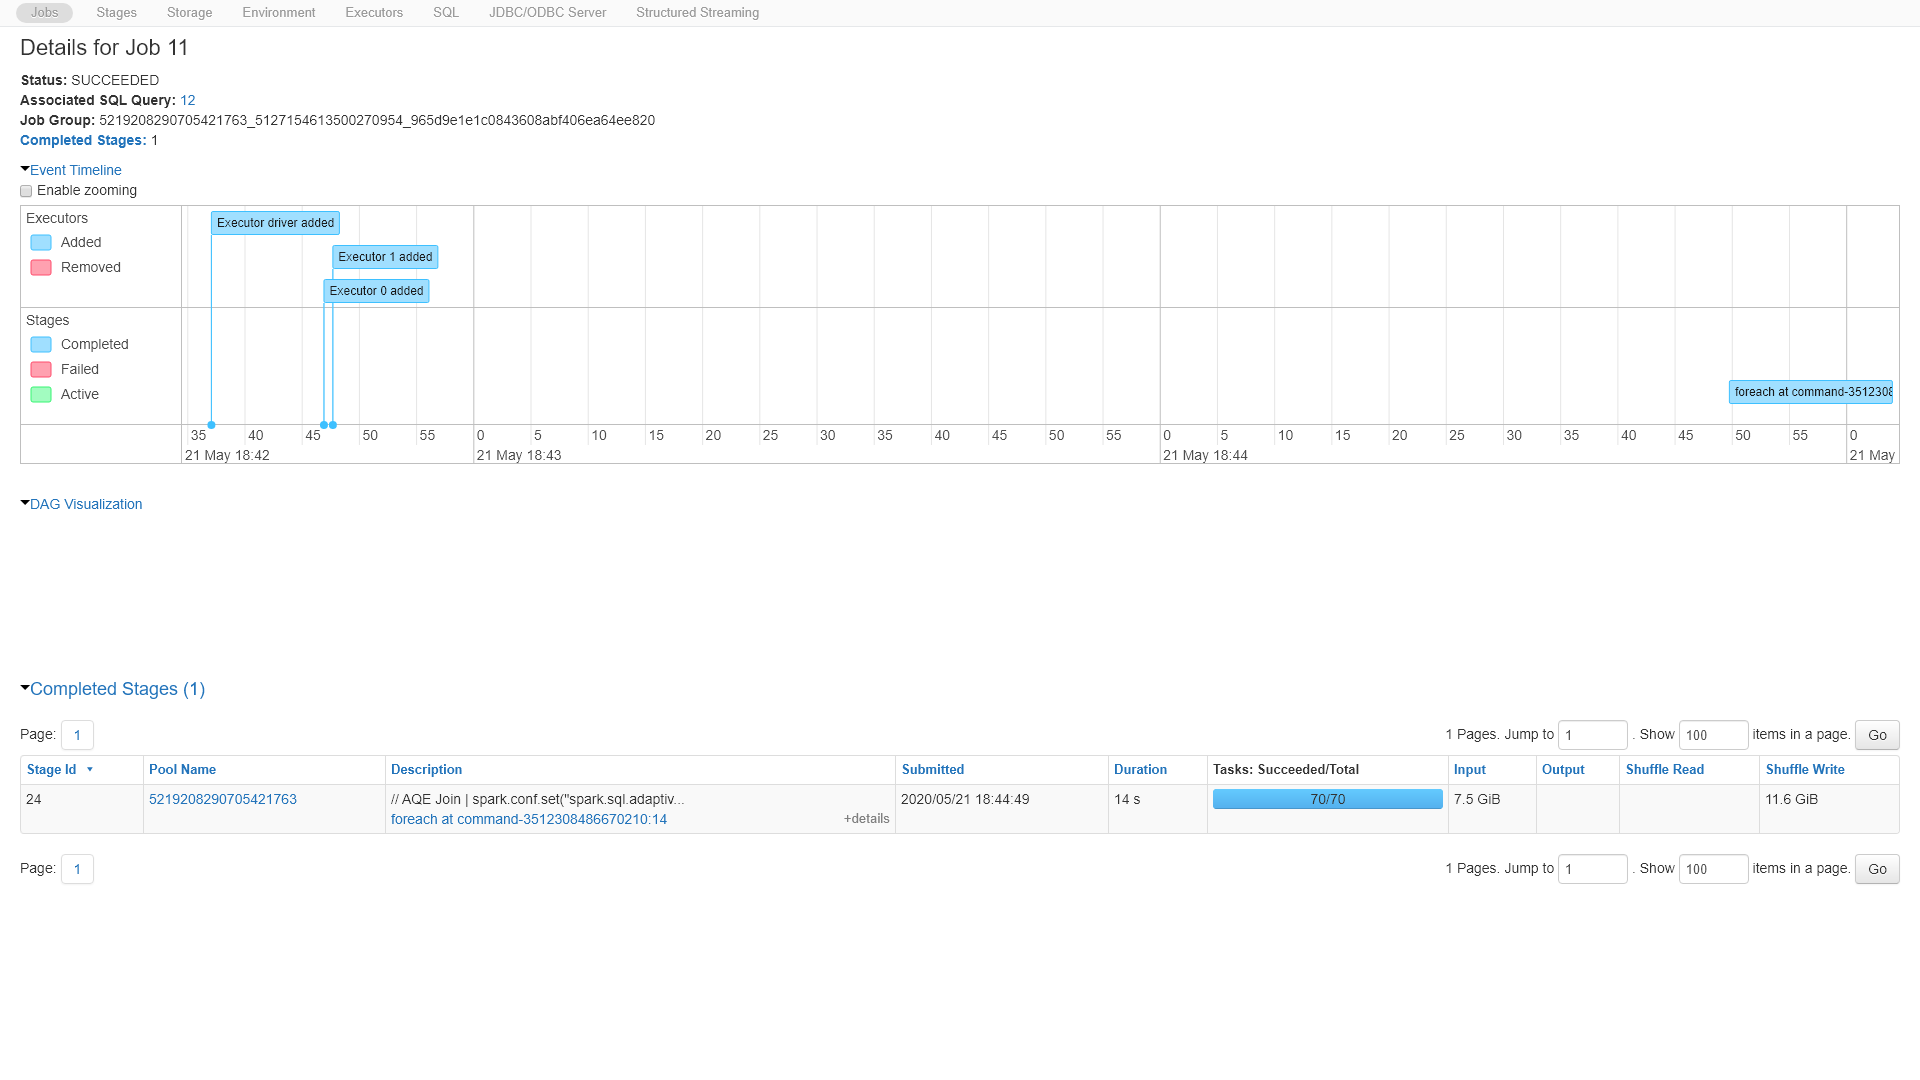 Jobs Stages Storage Environment Executors SQL JDBC/ODBC Server Structured Streaming
Details for Job 11
Status: SUCCEEDED
Associated SQL Query: 12
Job Group: 5219208290705421763_5127154613500270954_965d9e1e1c0843608abf406ea64ee820
Completed Stages: 1
Event Timeline
Enable zooming
Executors
Added
Removed
Executor driver added
Executor 1 added
Executor 0 added
Stages
Completed
Failed
Active
foreach at command-3512308
35 40 45 50 55 0 5 10 15 20 25 30 35 40 45 50 55 0 5 10 15 20 25 30 35 40 45 50 55 0
21 May 18:42 21 May 18:43 21 May 18:44 21 May
DAG Visualization
Completed Stages (1)
Page: 1 1 Pages. Jump to 1 . Show 100 items in a page. Go
Stage Id Pool Name Description Submitted Duration Tasks: Succeeded/Total Input Output Shuffle Read Shuffle Write
24 5219208290705421763 // AQE Join | spark.conf.set("spark.sql.adaptiv... 2020/05/21 18:44:49 14 s 70/70 7.5 GiB 11.6 GiB
foreach at command-3512308486670210:14 +details
Page: 1 1 Pages. Jump to 1 . Show 100 items in a page. Go